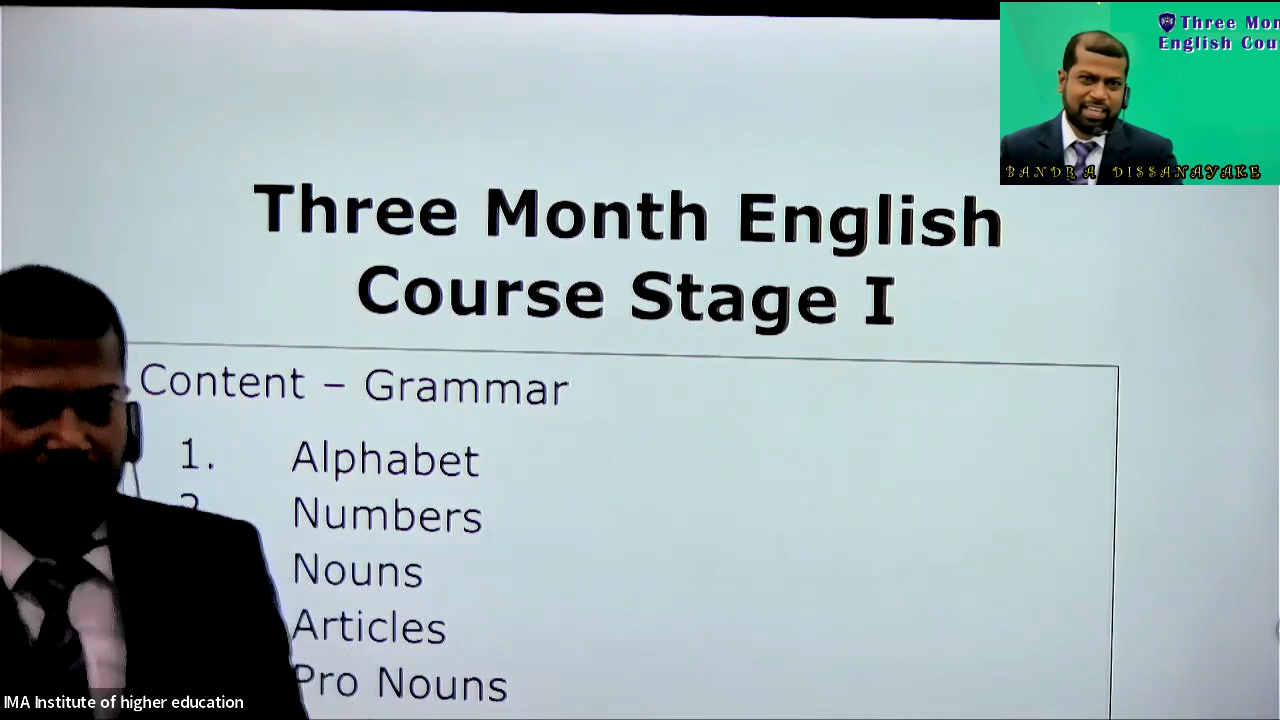 Three Mon
English Cou
BANDRA DISSANAYAKE
Three Month English
Course Stage I
Content – Grammar
1. Alphabet
2. Numbers
Nouns
Articles
Pro Nouns
IMA Institute of higher education